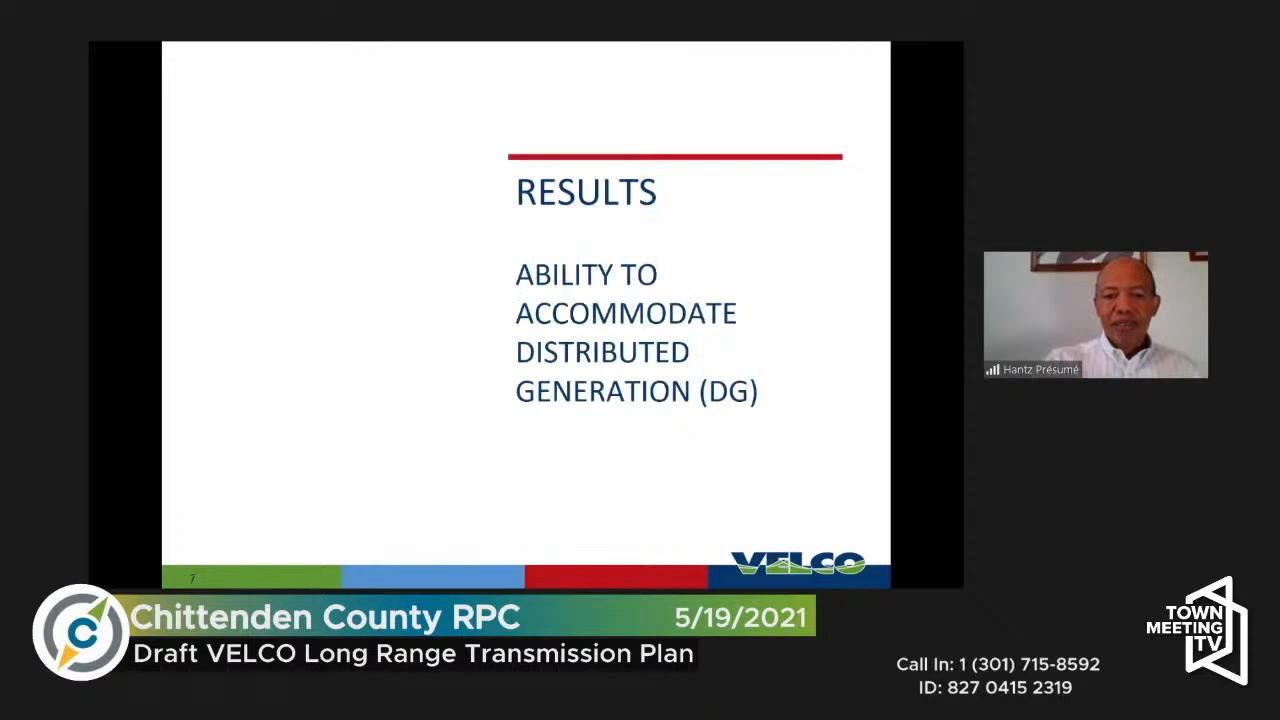 RESULTS
ABILITY TO
ACCOMMODATE
DISTRIBUTED
GENERATION (DG)
7
VELCO
Hantz Présumé
C
Chittenden County RPC
5/19/2021
Draft VELCO Long Range Transmission Plan
Call In: 1 (301) 715-8592
ID: 827 0415 2319
TOWN
MEETING
TV